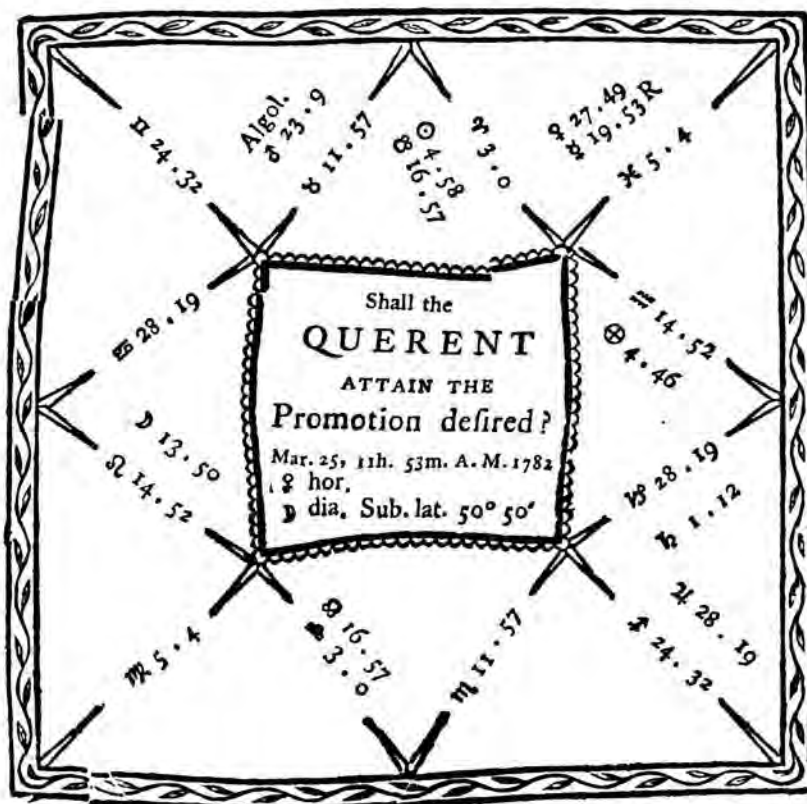 ♊ 24 . 32
Algol.
♂ 23 . 9
♉ 11 . 57
☉ 4 . 58
☋ 16 . 57
♈ 3 . 0
♀ 27 . 49
☿ 19 . 53 R
♓ 5 . 4
♋ 28 . 19
♒ 14 . 52
⊕ 4 . 46
Shall the
QUERENT
ATTAIN THE
Promotion deſired?
Mar. 25, 11h. 53m. A. M. 1782
♀ hor.
☽ dia. Sub. lat. 50° 50′
☽ 13 . 50
♌ 14 . 52
♑ 28 . 19
♄ 1 . 12
♃ 28 . 19
♐ 24 . 32
♍ 5 . 4
☊ 16 . 57
♎ 3 . 0
♏ 11 . 57